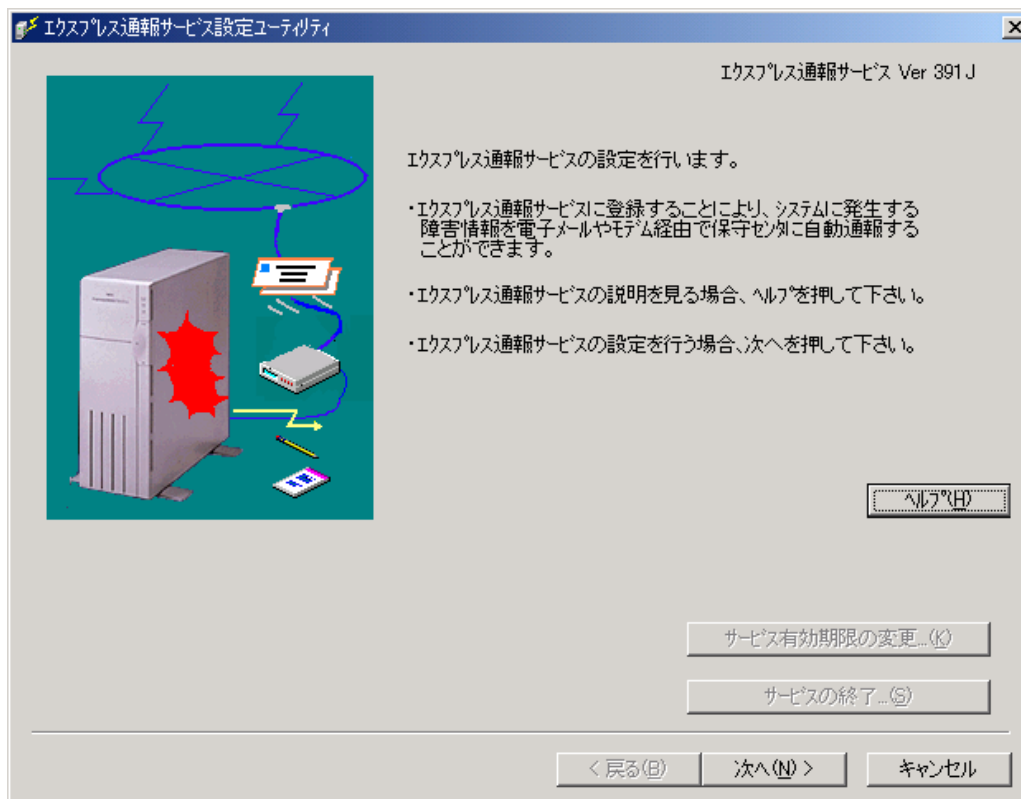 エクスプレス通報サービス設定ユーティリティ
エクスプレス通報サービス Ver 391J
エクスプレス通報サービスの設定を行います。
・エクスプレス通報サービスに登録することにより、システムに発生する
障害情報を電子メールやモデム経由で保守センタに自動通報する
ことができます。
・エクスプレス通報サービスの説明を見る場合、ヘルプを押して下さい。
・エクスプレス通報サービスの設定を行う場合、次へを押して下さい。
ヘルプ(H)
サービス有効期限の変更...(K)
サービスの終了...(S)
< 戻る(B)
次へ(N) >
キャンセル